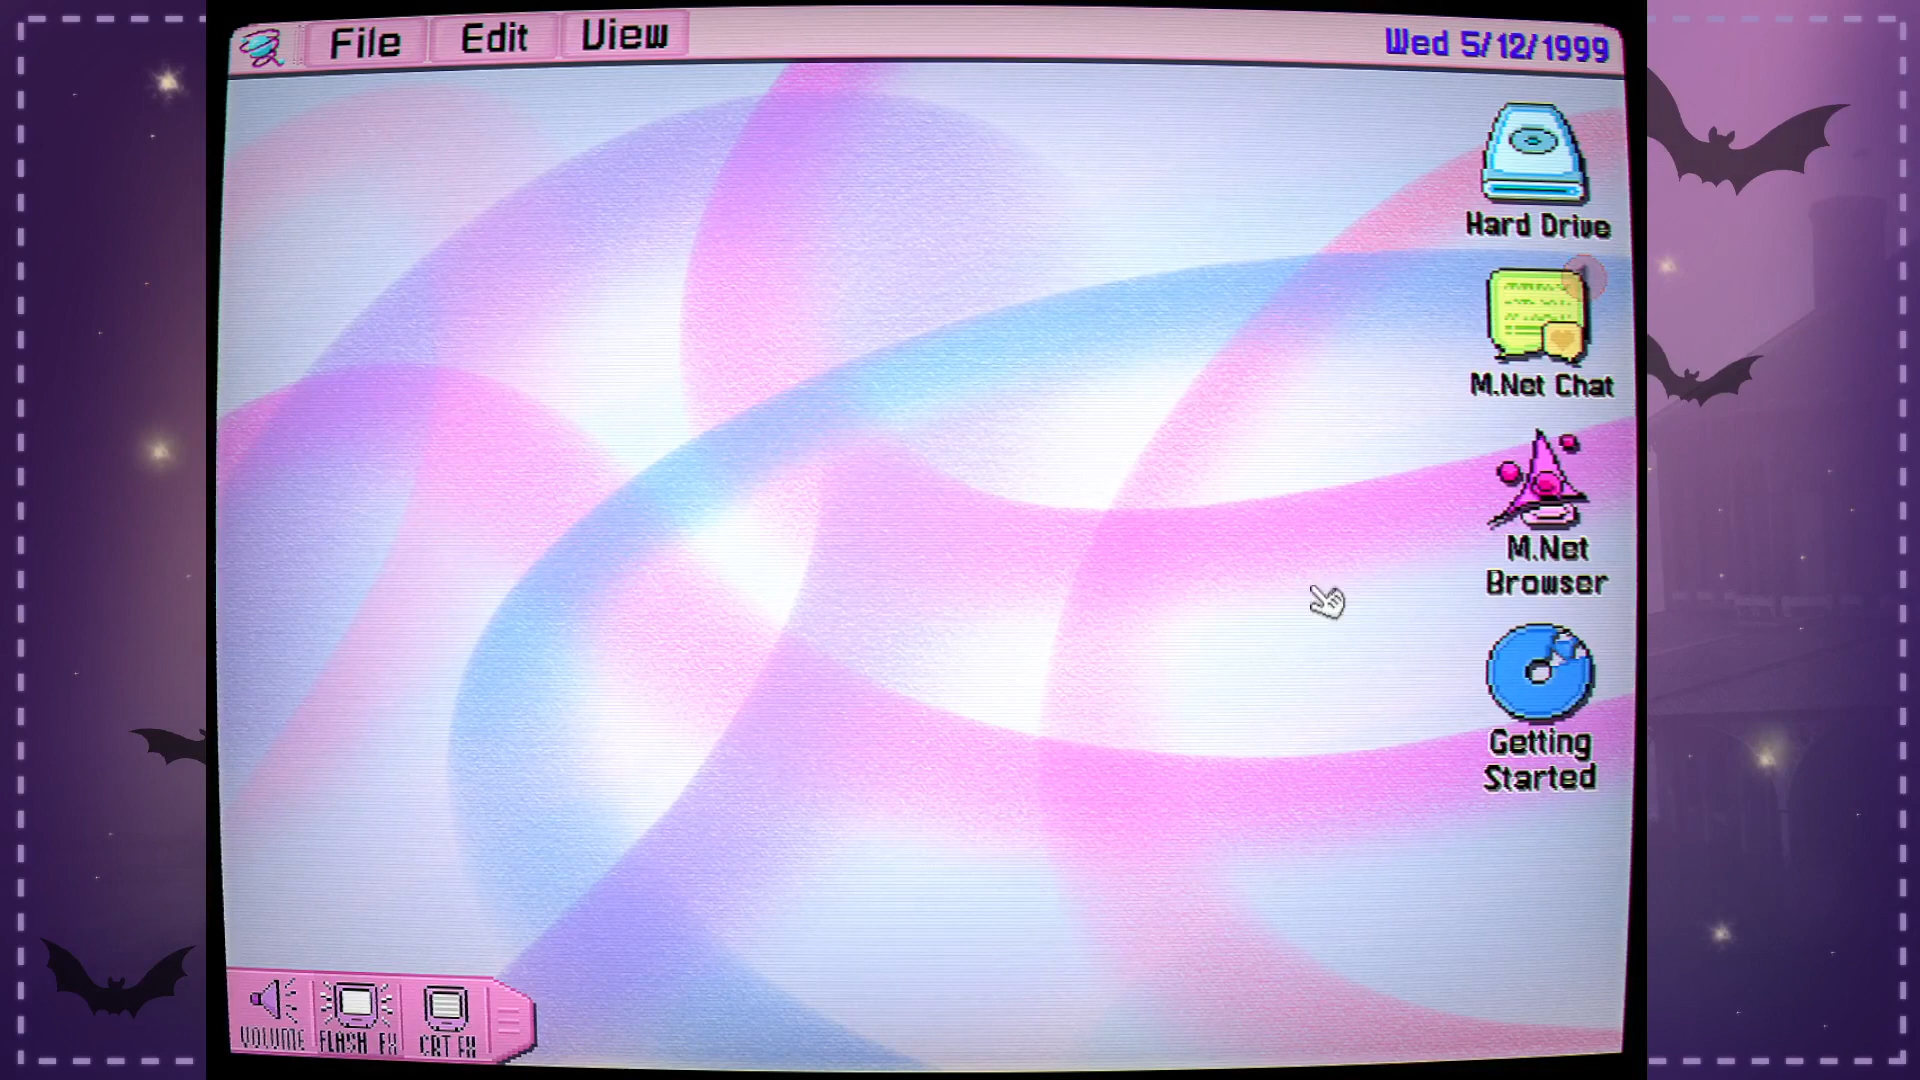 File Edit View Wed 5/12/1999
Hard Drive
M.Net Chat
M.Net
Browser
Getting
Started
VOLUME FLASH FX CRT FX